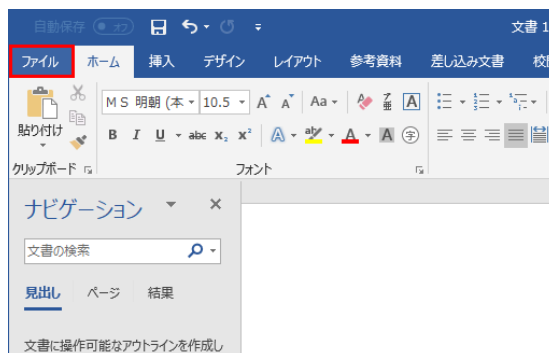 自動保存 オフ 文書 1
ファイル ホーム 挿入 デザイン レイアウト 参考資料 差し込み文書 校
貼り付け
ＭＳ 明朝 (本 10.5 A A Aa A
B I U abc x₂ x² A aby A A 字
クリップボード フォント
ナビゲーション
文書の検索
見出し ページ 結果
文書に操作可能なアウトラインを作成し